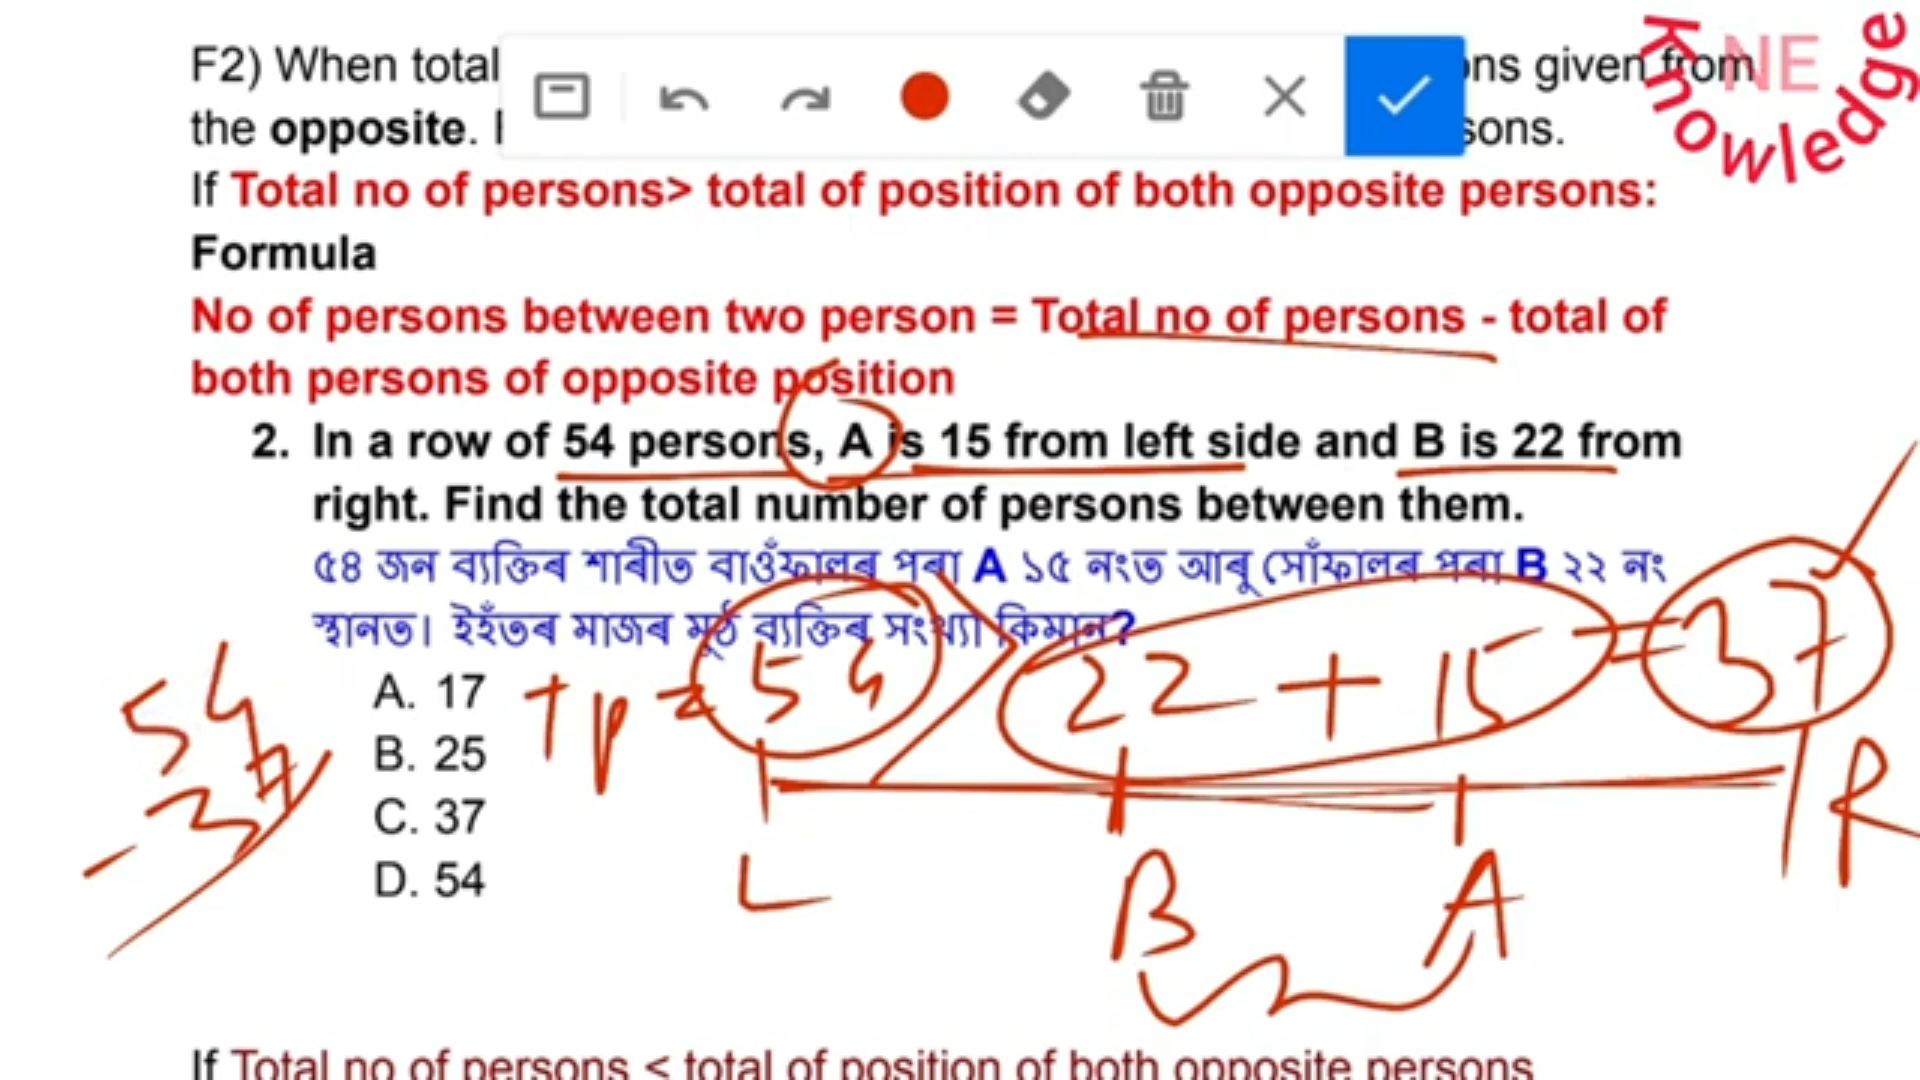 F2) When total ons given from
the opposite. sons.
NE
Knowledge
If Total no of persons> total of position of both opposite persons:
Formula
No of persons between two person = Total no of persons - total of
both persons of opposite position
2. In a row of 54 persons, A is 15 from left side and B is 22 from
right. Find the total number of persons between them.
৫৪ জন ব্যক্তিৰ শাৰীত বাওঁফালৰ পৰা A ১৫ নংত আৰু সোঁফালৰ পৰা B ২২ নং
স্থানত। ইহঁতৰ মাজৰ মুঠ ব্যক্তিৰ সংখ্যা কিমান?
A. 17
B. 25
C. 37
D. 54
TP = 54 > 22 + 15 = 37
54
- 37
L B A R
If Total no of persons < total of position of both opposite persons